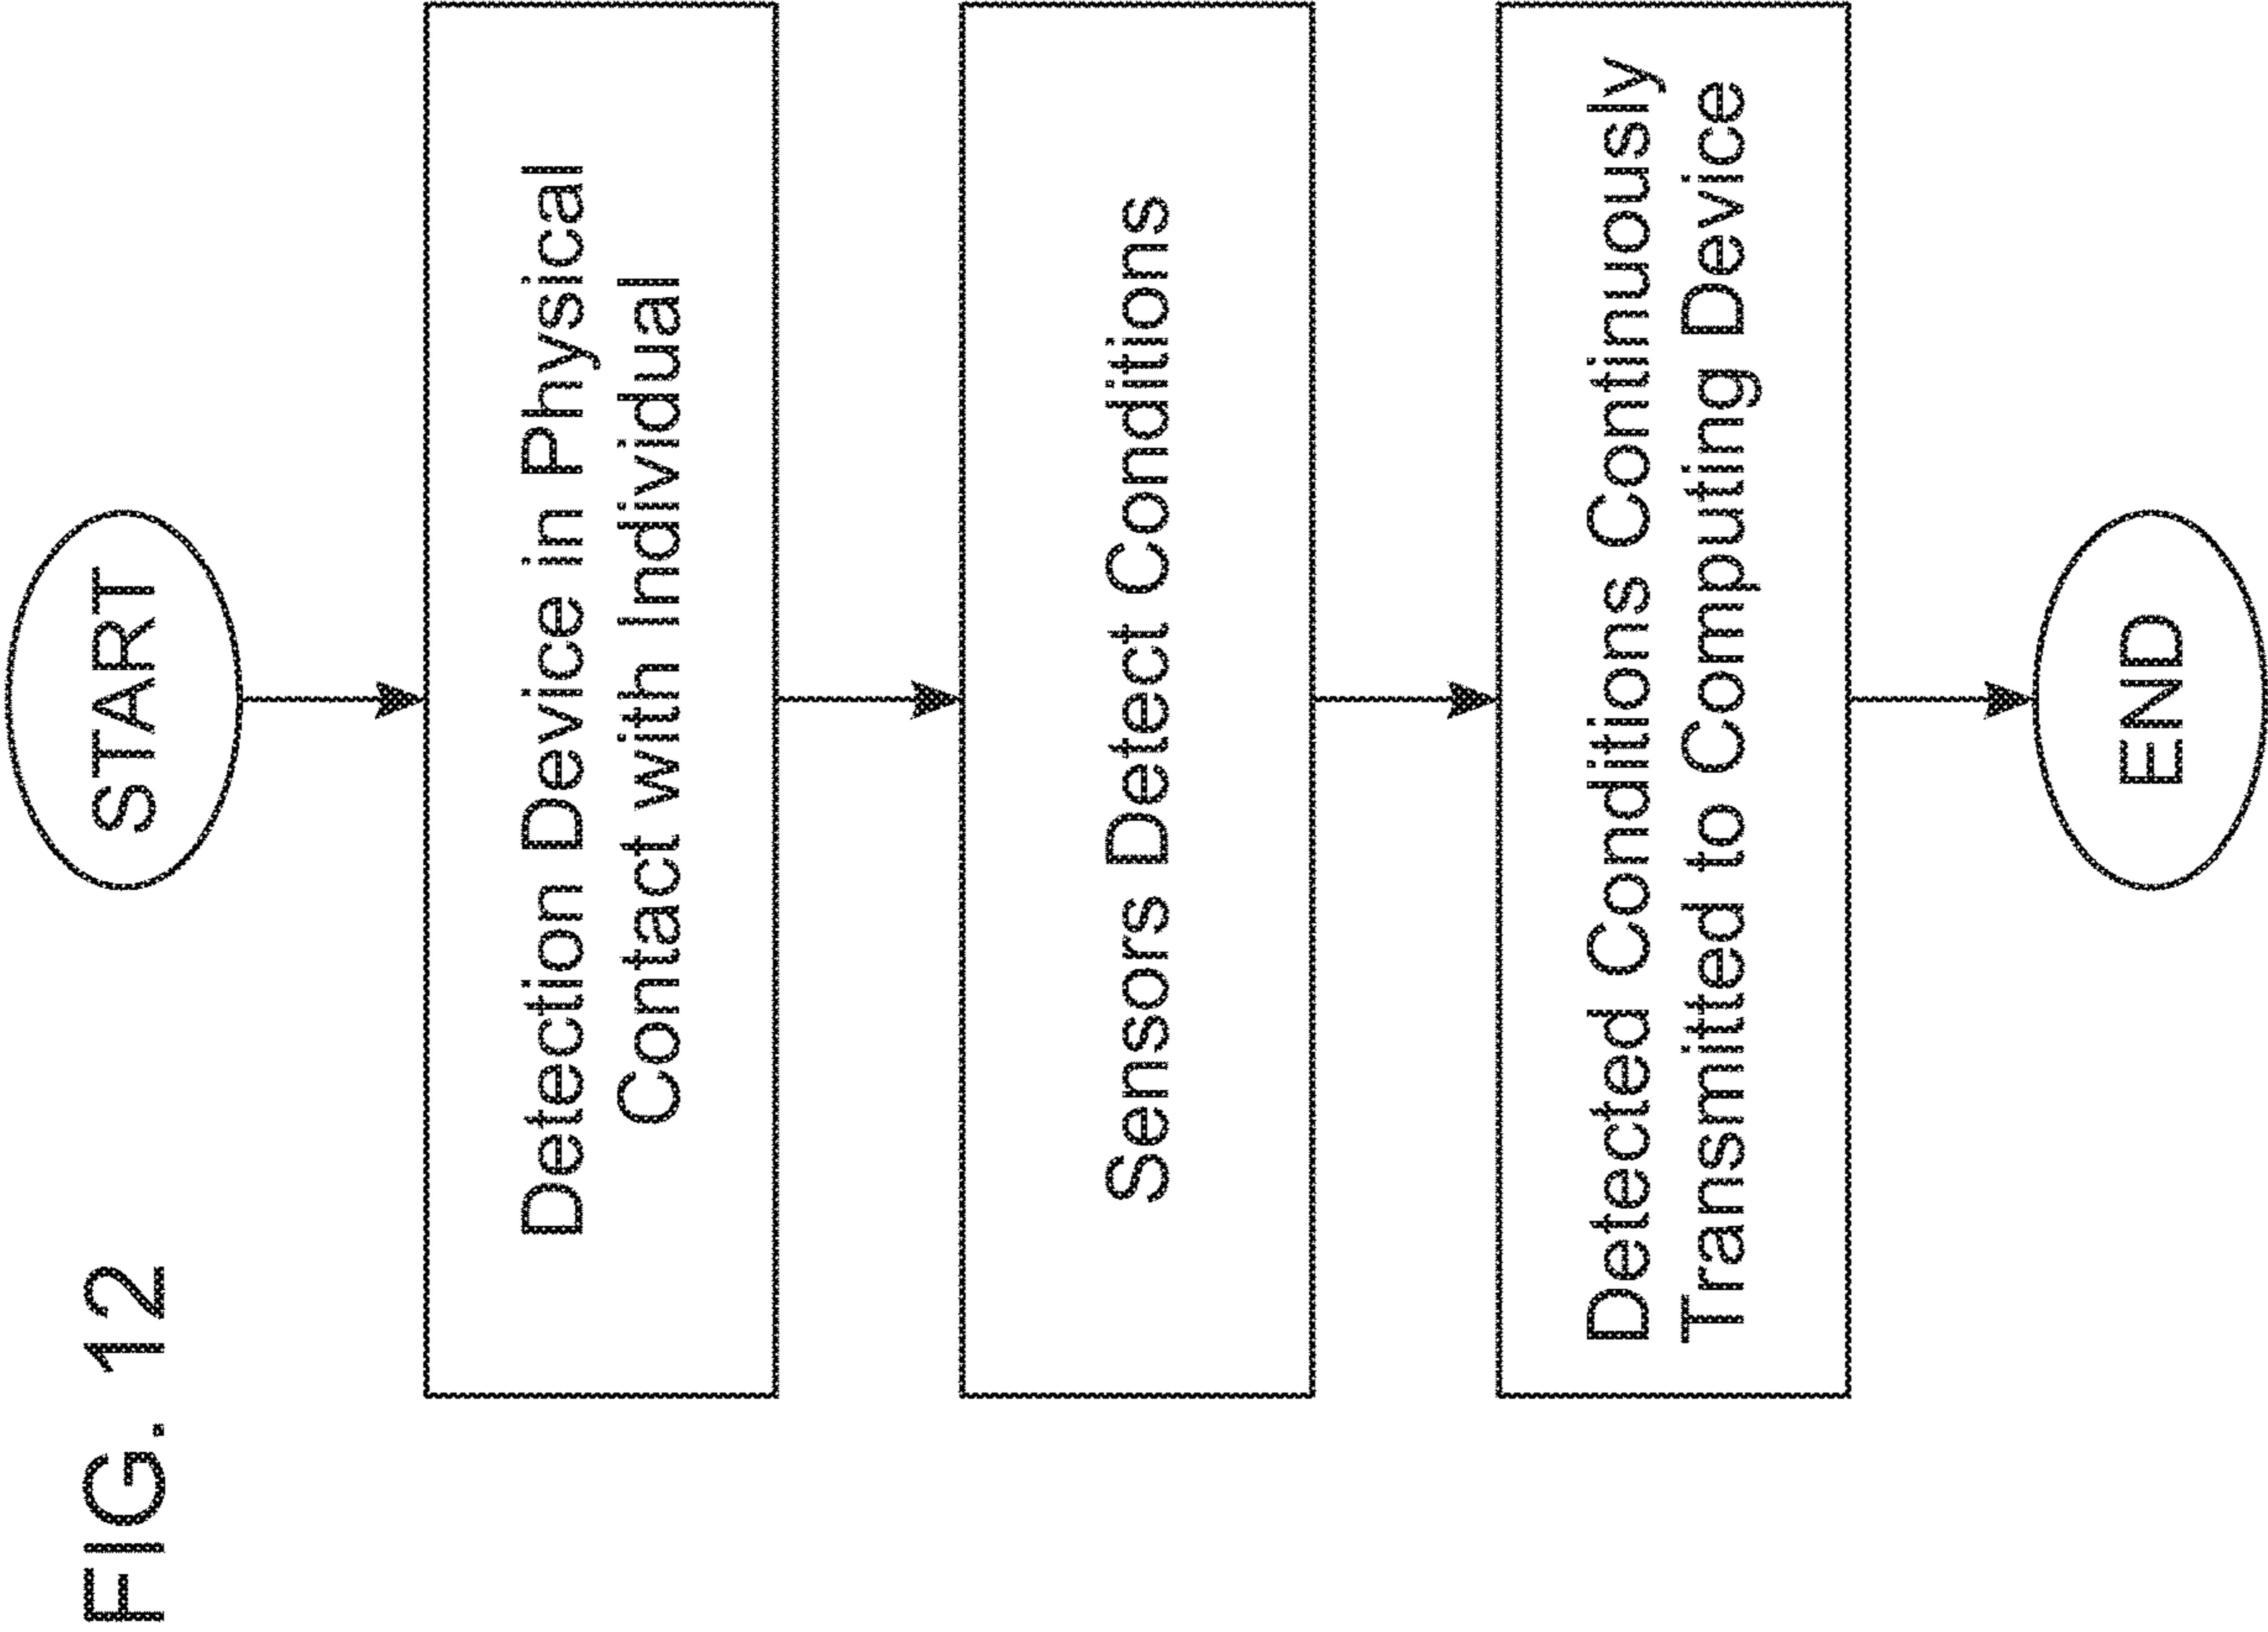 FIG. 12
START
Detection Device in Physical
Contact with Individual
Sensors Detect Conditions
Detected Conditions Continuously
Transmitted to Computing Device
END